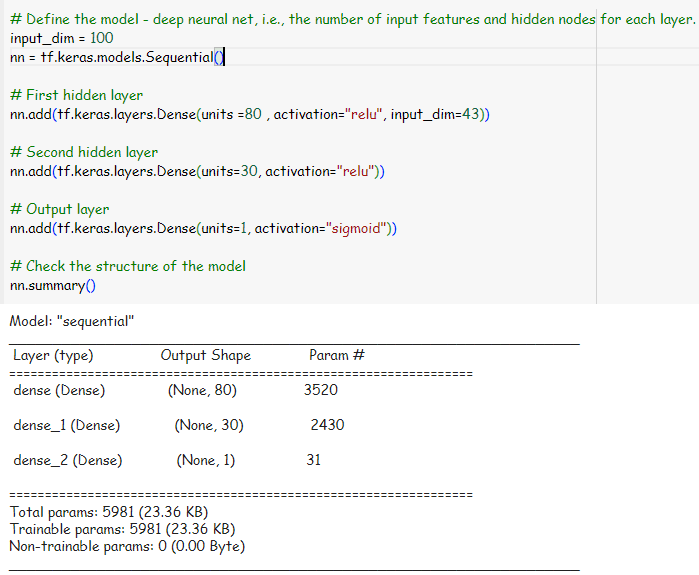 # Define the model - deep neural net, i.e., the number of input features and hidden nodes for each layer.
input_dim = 100
nn = tf.keras.models.Sequential()
# First hidden layer
nn.add(tf.keras.layers.Dense(units =80 , activation="relu", input_dim=43))
# Second hidden layer
nn.add(tf.keras.layers.Dense(units=30, activation="relu"))
# Output layer
nn.add(tf.keras.layers.Dense(units=1, activation="sigmoid"))
# Check the structure of the model
nn.summary()
Model: "sequential"
Layer (type) Output Shape Param #
=================================================================
dense (Dense) (None, 80) 3520
dense_1 (Dense) (None, 30) 2430
dense_2 (Dense) (None, 1) 31
=================================================================
Total params: 5981 (23.36 KB)
Trainable params: 5981 (23.36 KB)
Non-trainable params: 0 (0.00 Byte)